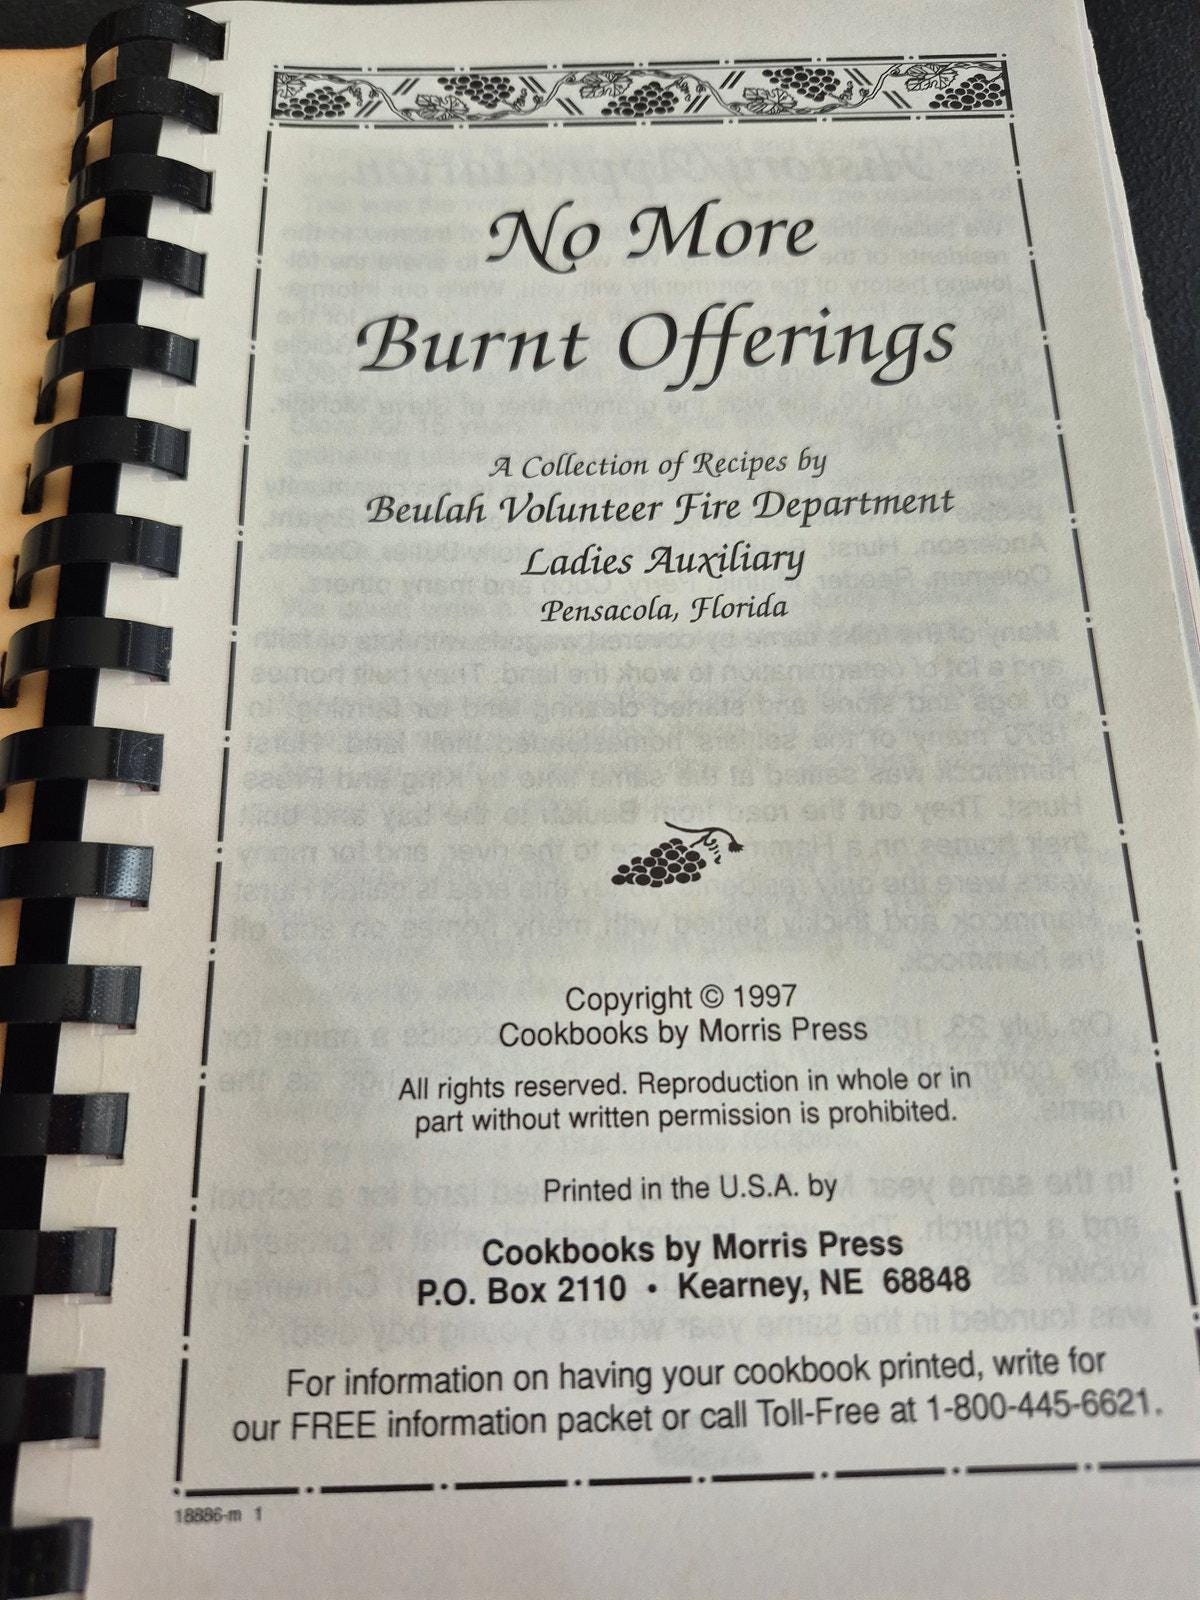 No More
Burnt Offerings
A Collection of Recipes by
Beulah Volunteer Fire Department
Ladies Auxiliary
Pensacola, Florida
Copyright © 1997
Cookbooks by Morris Press
All rights reserved. Reproduction in whole or in
part without written permission is prohibited.
Printed in the U.S.A. by
Cookbooks by Morris Press
P.O. Box 2110 • Kearney, NE 68848
For information on having your cookbook printed, write for
our FREE information packet or call Toll-Free at 1-800-445-6621.
18886-m 1